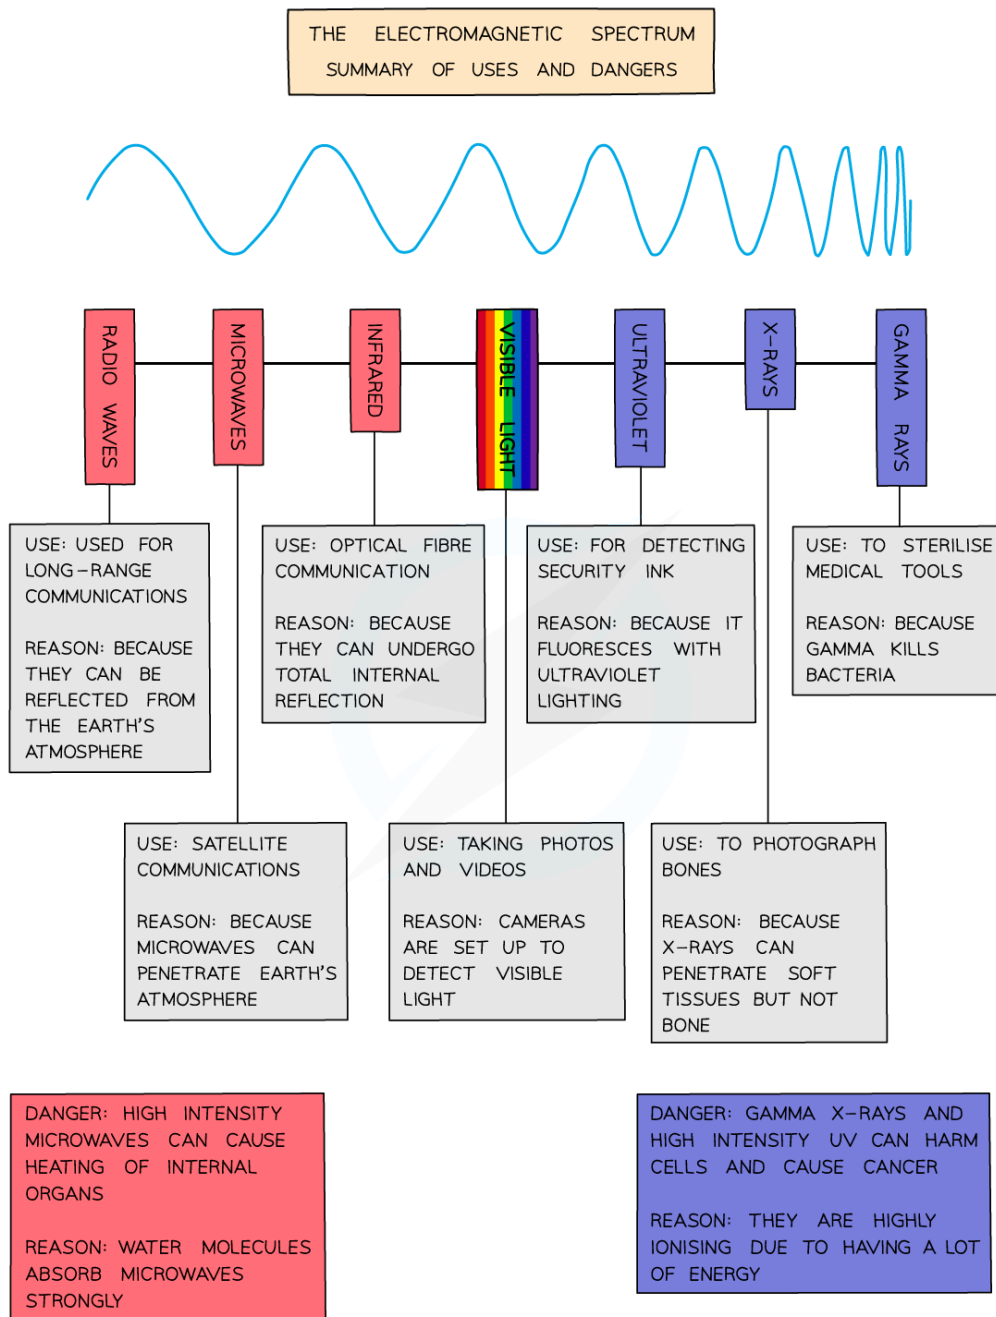 THE ELECTROMAGNETIC SPECTRUM
SUMMARY OF USES AND DANGERS
RADIO WAVES
MICROWAVES
INFRARED
VISIBLE LIGHT
ULTRAVIOLET
X-RAYS
GAMMA RAYS
USE: USED FOR
LONG-RANGE
COMMUNICATIONS
REASON: BECAUSE
THEY CAN BE
REFLECTED FROM
THE EARTH'S
ATMOSPHERE
USE: OPTICAL FIBRE
COMMUNICATION
REASON: BECAUSE
THEY CAN UNDERGO
TOTAL INTERNAL
REFLECTION
USE: FOR DETECTING
SECURITY INK
REASON: BECAUSE IT
FLUORESCES WITH
ULTRAVIOLET
LIGHTING
USE: TO STERILISE
MEDICAL TOOLS
REASON: BECAUSE
GAMMA KILLS
BACTERIA
USE: SATELLITE
COMMUNICATIONS
REASON: BECAUSE
MICROWAVES CAN
PENETRATE EARTH'S
ATMOSPHERE
USE: TAKING PHOTOS
AND VIDEOS
REASON: CAMERAS
ARE SET UP TO
DETECT VISIBLE
LIGHT
USE: TO PHOTOGRAPH
BONES
REASON: BECAUSE
X-RAYS CAN
PENETRATE SOFT
TISSUES BUT NOT
BONE
DANGER: HIGH INTENSITY
MICROWAVES CAN CAUSE
HEATING OF INTERNAL
ORGANS
REASON: WATER MOLECULES
ABSORB MICROWAVES
STRONGLY
DANGER: GAMMA X-RAYS AND
HIGH INTENSITY UV CAN HARM
CELLS AND CAUSE CANCER
REASON: THEY ARE HIGHLY
IONISING DUE TO HAVING A LOT
OF ENERGY